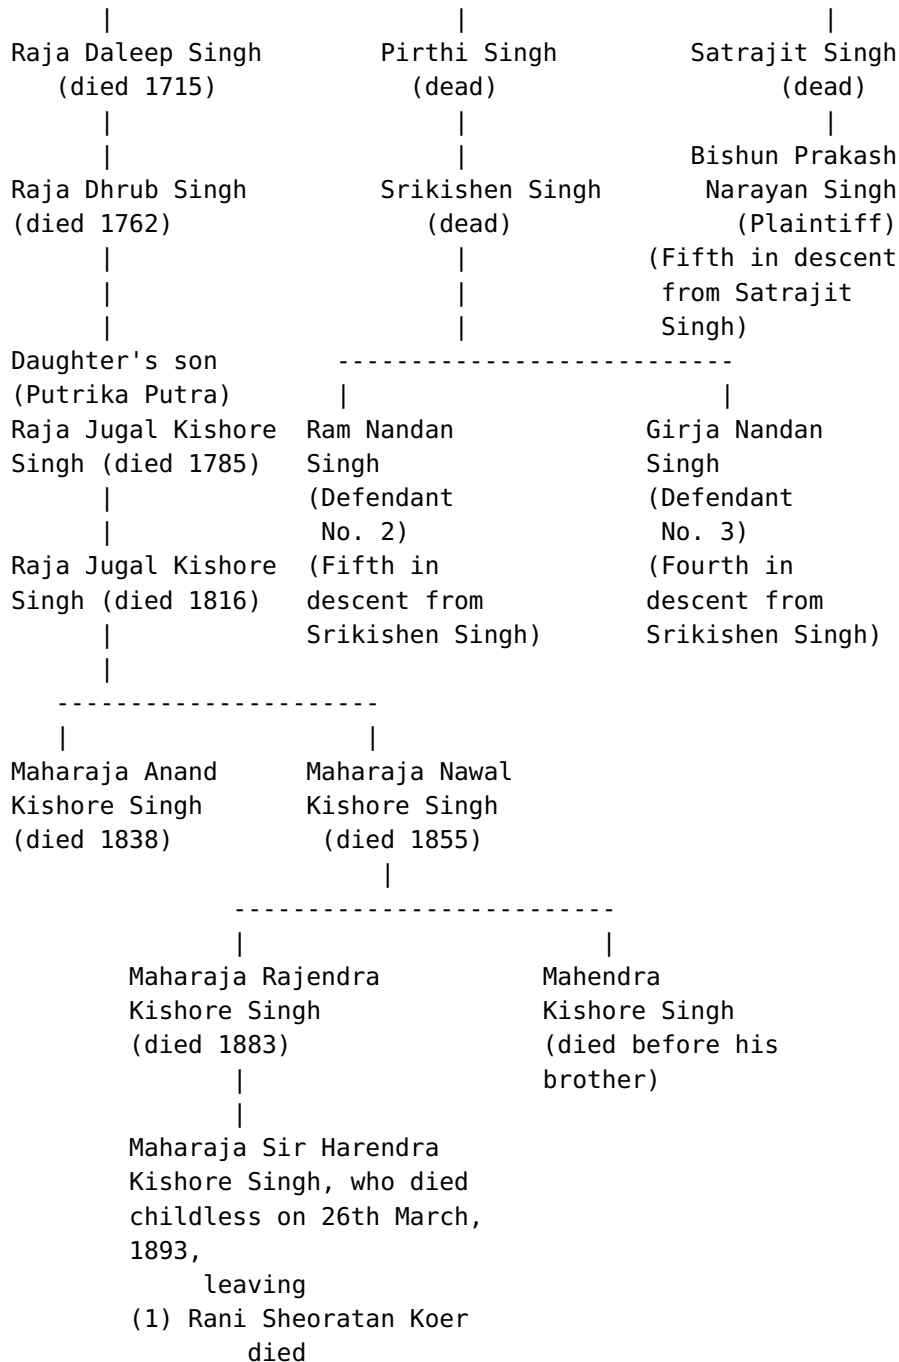 |                       |                        |
Raja Daleep Singh        Pirthi Singh         Satrajit Singh
   (died 1715)             (dead)                   (dead)
      |                       |                        |
      |                       |               Bishun Prakash
Raja Dhrub Singh         Srikishen Singh       Narayan Singh
(died 1762)                 (dead)               (Plaintiff)
      |                       |            (Fifth in descent
      |                       |             from Satrajit
      |                       |             Singh)
Daughter's son        ---------------------------
(Putrika Putra)       |                         |
Raja Jugal Kishore  Ram Nandan             Girja Nandan
Singh (died 1785)   Singh                  Singh
      |             (Defendant             (Defendant
      |              No. 2)                 No. 3)
Raja Jugal Kishore  (Fifth in              (Fourth in
Singh (died 1816)   descent from           descent from
      |             Srikishen Singh)       Srikishen Singh)
      |
   ----------------------
   |                    |
Maharaja Anand      Maharaja Nawal
Kishore Singh       Kishore Singh
(died 1838)          (died 1855)
                         |
               --------------------------
               |                        |
        Maharaja Rajendra           Mahendra
        Kishore Singh               Kishore Singh
        (died 1883)                 (died before his
               |                    brother)
               |
        Maharaja Sir Harendra
        Kishore Singh, who died
        childless on 26th March,
        1893,
             leaving
        (1) Rani Sheoratan Koer
                died